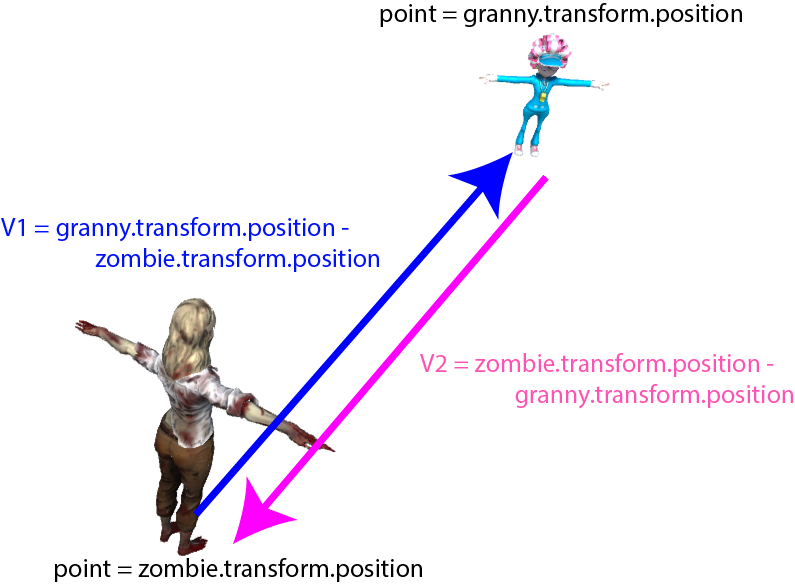 point = granny.transform.position
V1 = granny.transform.position -
zombie.transform.position
V2 = zombie.transform.position -
granny.transform.position
point = zombie.transform.position